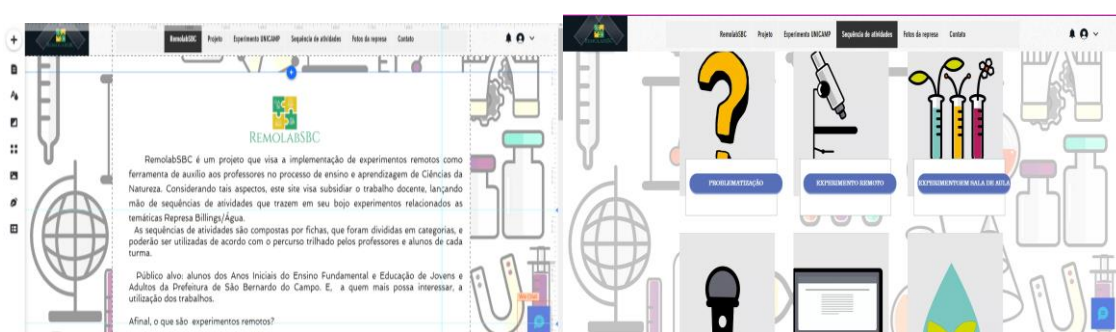 RemolabSBC Projeto Experimento UNICAMP Sequência de atividades Fotos da represa Contato
REMOLABSBC
RemolabSBC é um projeto que visa a implementação de experimentos remotos como
ferramenta de auxílio aos professores no processo de ensino e aprendizagem de Ciências da
Natureza. Considerando tais aspectos, este site visa subsidiar o trabalho docente, lançando
mão de sequências de atividades que trazem em seu bojo experimentos relacionados as
temáticas Represa Billings/Água.
As sequências de atividades são compostas por fichas, que foram divididas em categorias, e
poderão ser utilizadas de acordo com o percurso trilhado pelos professores e alunos de cada
turma.
Público alvo: alunos dos Anos Iniciais do Ensino Fundamental e Educação de Jovens e
Adultos da Prefeitura de São Bernardo do Campo. E, a quem mais possa interessar, a
utilização dos trabalhos.
Afinal, o que são experimentos remotos?
RemolabSBC Projeto Experimento UNICAMP Sequência de atividades Fotos da represa Contato
PROBLEMATIZAÇÃO
EXPERIMENTO REMOTO
EXPERIMENTOEM SALA DE AULA